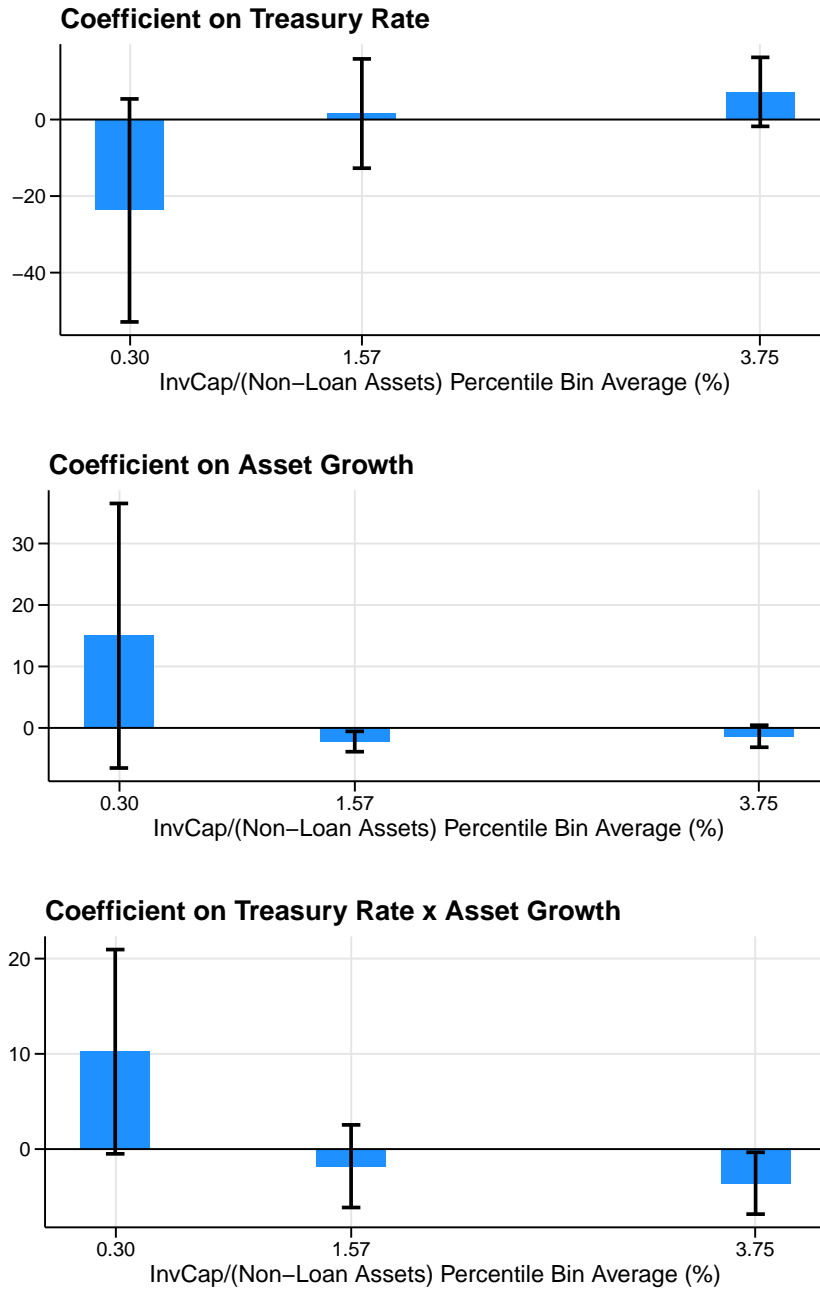 Coefficient on Treasury Rate
0
−20
−40
0.30 1.57 3.75
InvCap/(Non−Loan Assets) Percentile Bin Average (%)
Coefficient on Asset Growth
30
20
10
0
0.30 1.57 3.75
InvCap/(Non−Loan Assets) Percentile Bin Average (%)
Coefficient on Treasury Rate x Asset Growth
20
10
0
0.30 1.57 3.75
InvCap/(Non−Loan Assets) Percentile Bin Average (%)